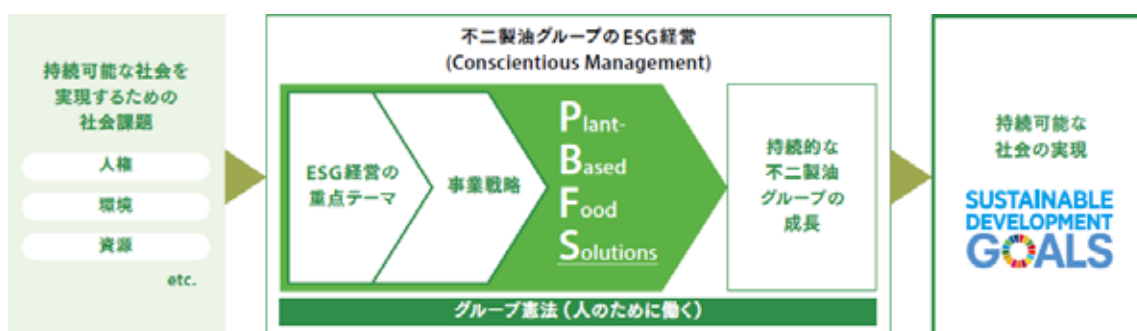 持続可能な社会を
実現するための
社会課題
人権
環境
資源
etc.
不二製油グループのESG経営
(Conscientious Management)
ESG経営の
重点テーマ
事業戦略
Plant-
Based
Food
Solutions
持続的な
不二製油
グループの
成長
グループ憲法（人のために働く）
持続可能な
社会の実現
SUSTAINABLE
DEVELOPMENT
GOALS